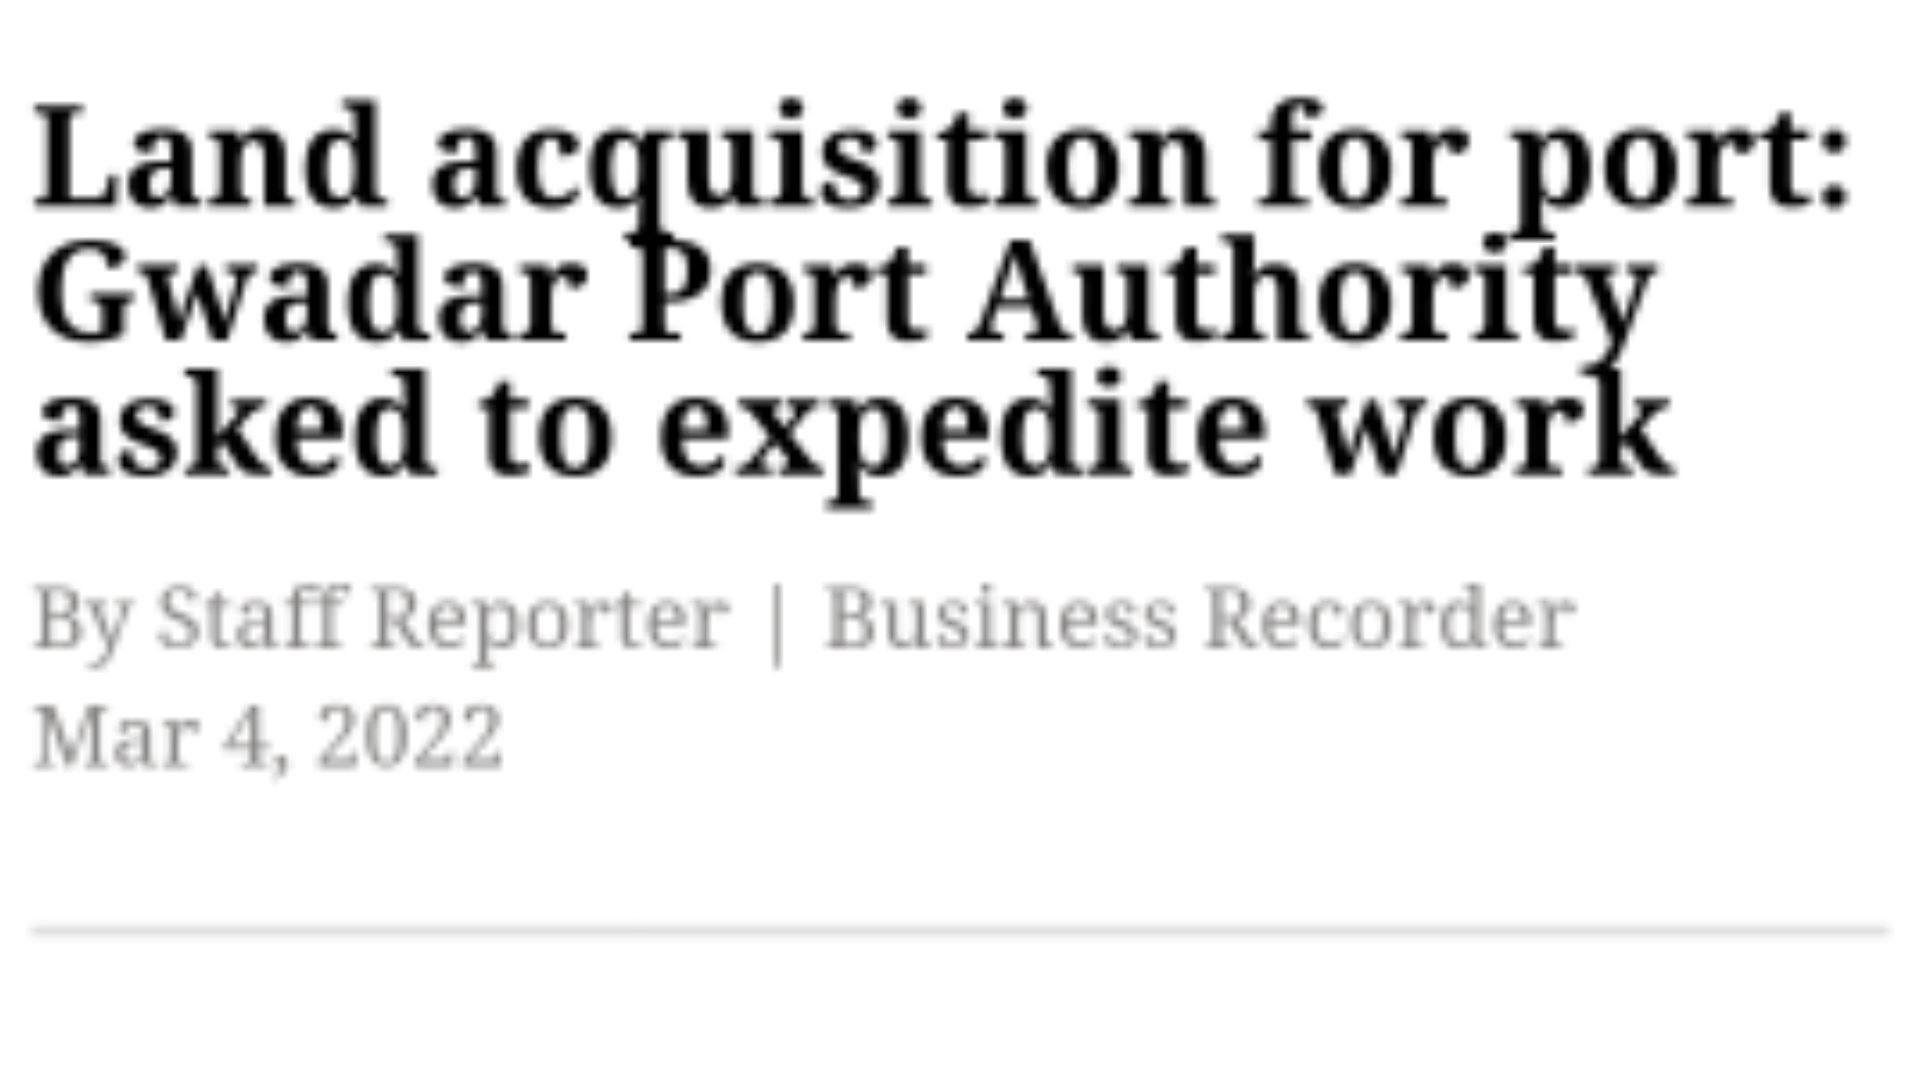 Land acquisition for port:
Gwadar Port Authority
asked to expedite work
By Staff Reporter | Business Recorder
Mar 4, 2022